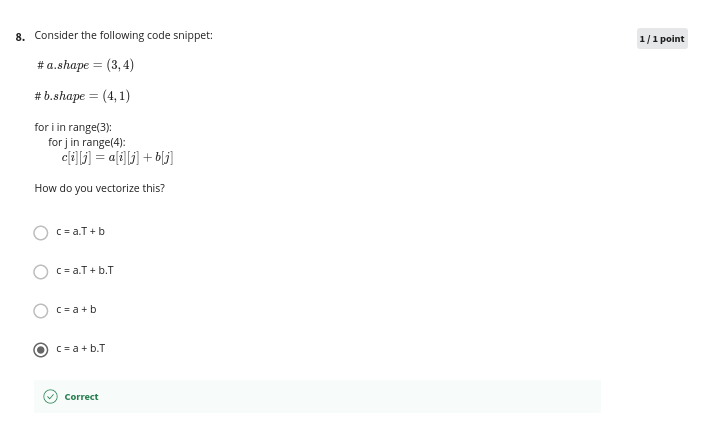 8. Consider the following code snippet:
1 / 1 point
# a.shape = (3, 4)
# b.shape = (4, 1)
for i in range(3):
for j in range(4):
c[i][j] = a[i][j] + b[j]
How do you vectorize this?
c = a.T + b
c = a.T + b.T
c = a + b
c = a + b.T
Correct